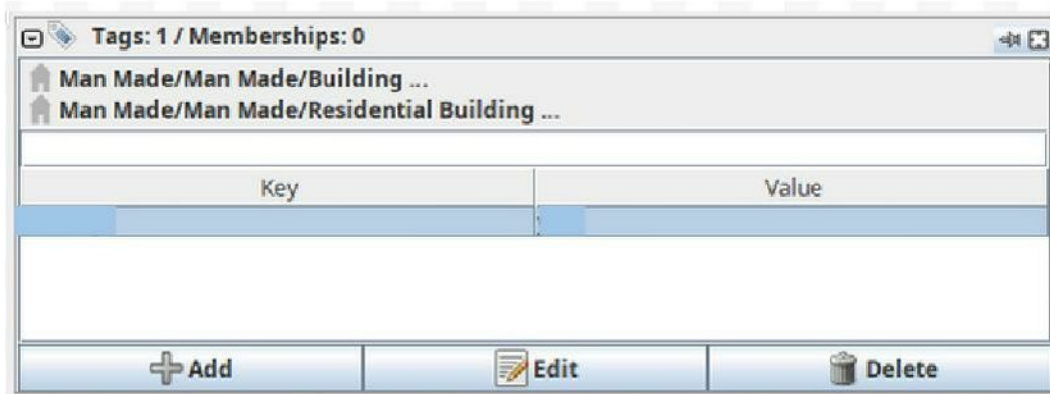 Tags: 1 / Memberships: 0
Man Made/Man Made/Building ...
Man Made/Man Made/Residential Building ...
Key Value
Add Edit Delete